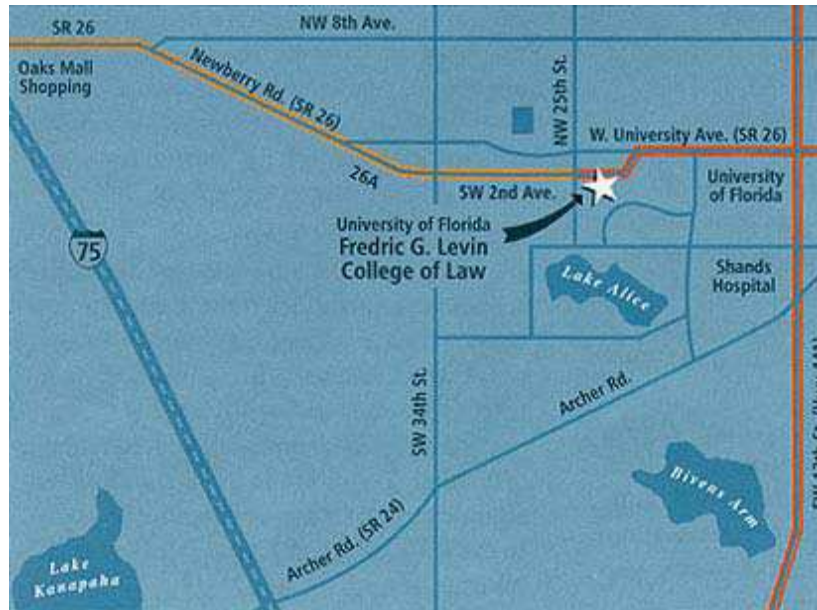 SR 26
NW 8th Ave.
Oaks Mall
Shopping
Newberry Rd. (SR 26)
NW 25th St.
W. University Ave. (SR 26)
26A
SW 2nd Ave.
University
of Florida
University of Florida
Fredric G. Levin
College of Law
75
Lake Alice
Shands
Hospital
SW 34th St.
Archer Rd.
Bivens Arm
Archer Rd. (SR 24)
Lake
Kanapaha